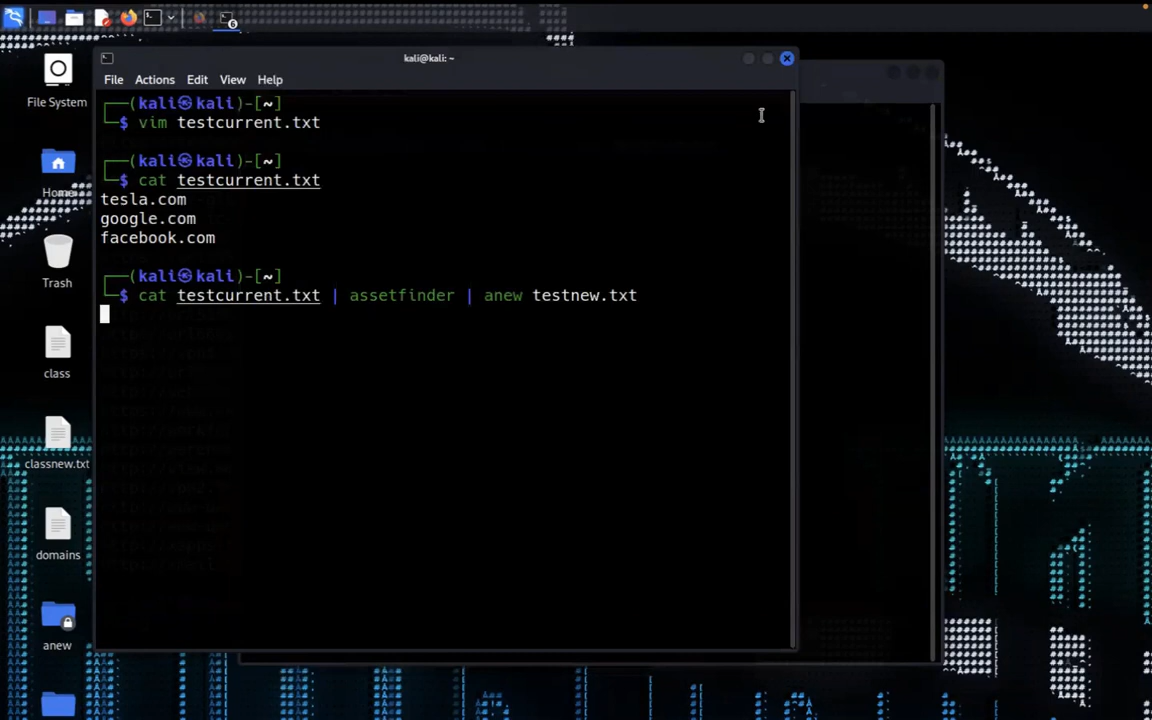 kali@kali: ~
File Actions Edit View Help
┌──(kali㉿kali)-[~]
└─$ vim testcurrent.txt
┌──(kali㉿kali)-[~]
└─$ cat testcurrent.txt
tesla.com
google.com
facebook.com
┌──(kali㉿kali)-[~]
└─$ cat testcurrent.txt | assetfinder | anew testnew.txt
File System
Home
Trash
class
classnew.txt
domains
anew
6